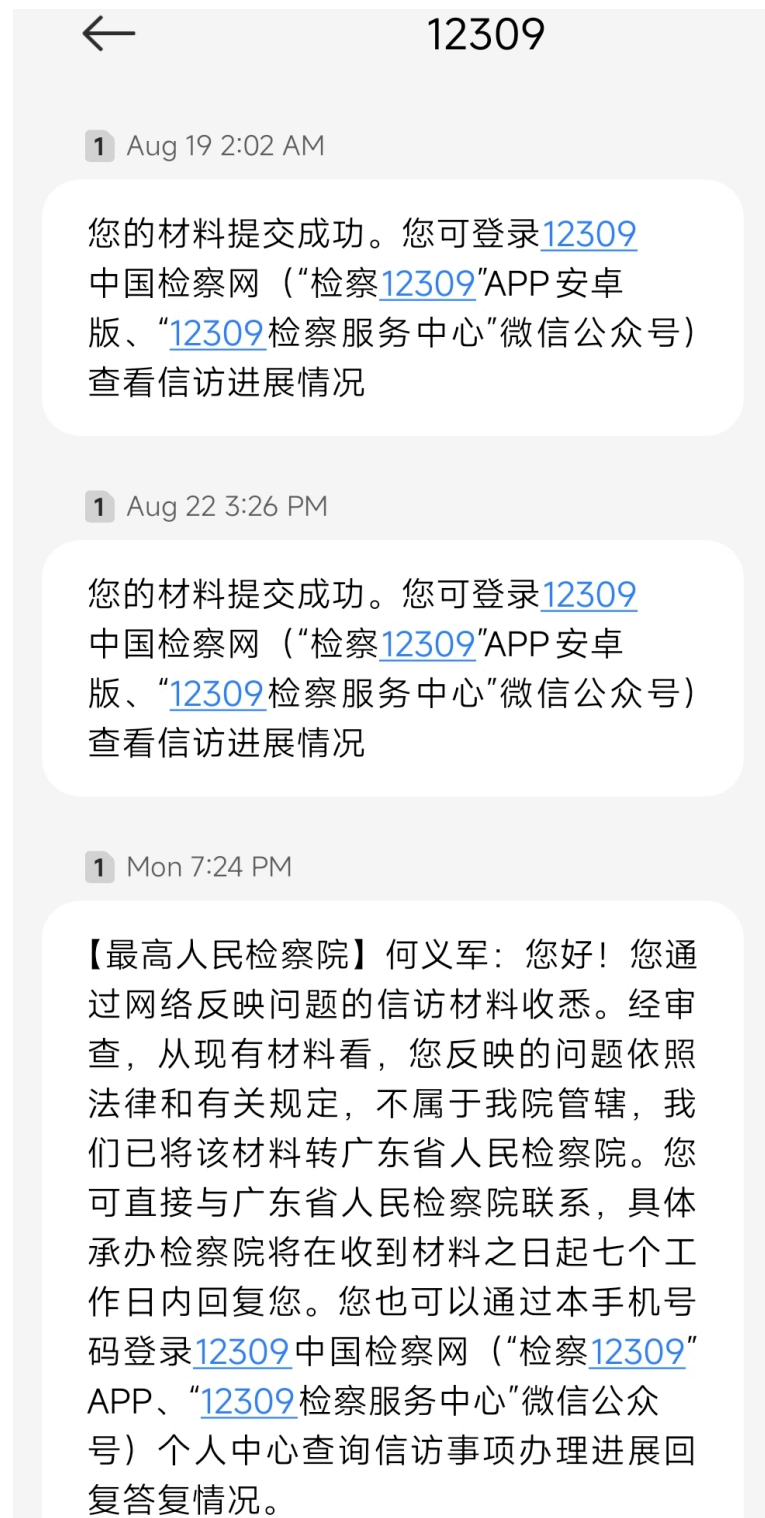 12309
1 Aug 19 2:02 AM
您的材料提交成功。您可登录12309
中国检察网（“检察12309”APP安卓
版、“12309检察服务中心”微信公众号）
查看信访进展情况
1 Aug 22 3:26 PM
您的材料提交成功。您可登录12309
中国检察网（“检察12309”APP安卓
版、“12309检察服务中心”微信公众号）
查看信访进展情况
1 Mon 7:24 PM
【最高人民检察院】何义军：您好！您通
过网络反映问题的信访材料收悉。经审
查，从现有材料看，您反映的问题依照
法律和有关规定，不属于我院管辖，我
们已将该材料转广东省人民检察院。您
可直接与广东省人民检察院联系，具体
承办检察院将在收到材料之日起七个工
作日内回复您。您也可以通过本手机号
码登录12309中国检察网（“检察12309”
APP、“12309检察服务中心”微信公众
号）个人中心查询信访事项办理进展回
复答复情况。